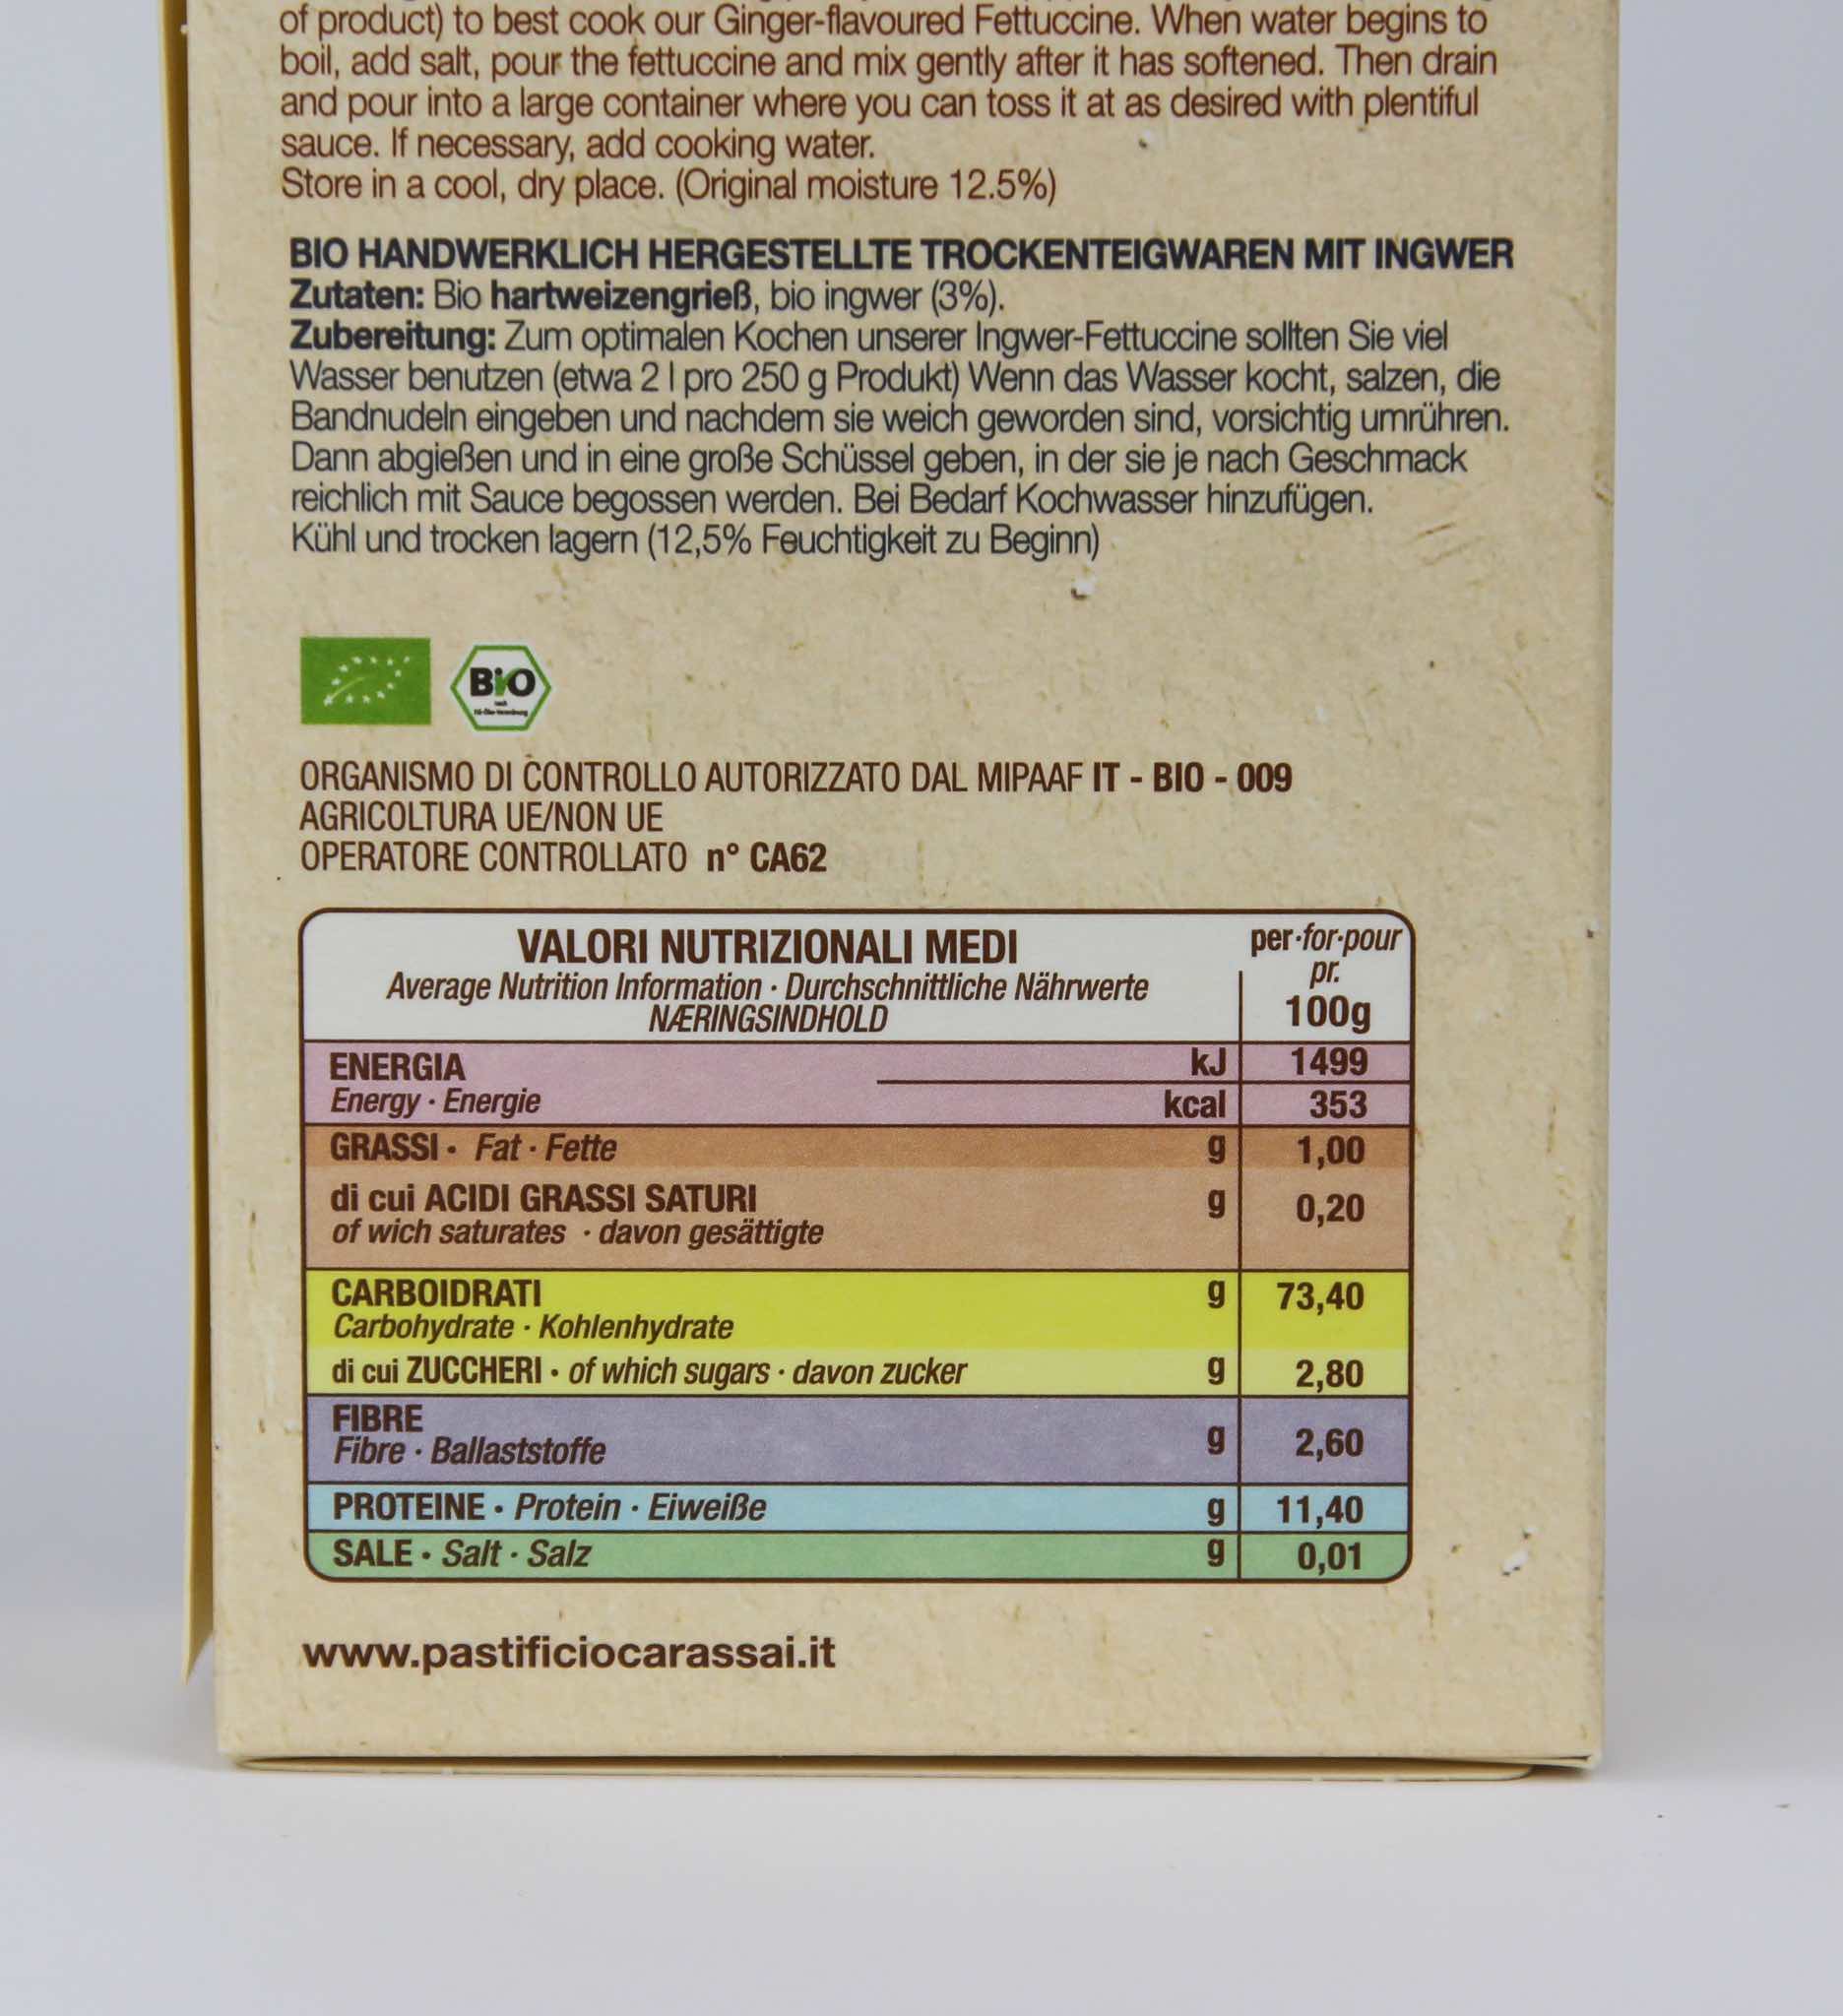 of product) to best cook our Ginger-flavoured Fettuccine. When water begins to
boil, add salt, pour the fettuccine and mix gently after it has softened. Then drain
and pour into a large container where you can toss it at as desired with plentiful
sauce. If necessary, add cooking water.
Store in a cool, dry place. (Original moisture 12.5%)
BIO HANDWERKLICH HERGESTELLTE TROCKENTEIGWAREN MIT INGWER
Zutaten: Bio hartweizengrieß, bio ingwer (3%).
Zubereitung: Zum optimalen Kochen unserer Ingwer-Fettuccine sollten Sie viel
Wasser benutzen (etwa 2 l pro 250 g Produkt) Wenn das Wasser kocht, salzen, die
Bandnudeln eingeben und nachdem sie weich geworden sind, vorsichtig umrühren.
Dann abgießen und in eine große Schüssel geben, in der sie je nach Geschmack
reichlich mit Sauce begossen werden. Bei Bedarf Kochwasser hinzufügen.
Kühl und trocken lagern (12,5% Feuchtigkeit zu Beginn)
BIO
nach
EG-Öko-Verordnung
ORGANISMO DI CONTROLLO AUTORIZZATO DAL MIPAAF IT - BIO - 009
AGRICOLTURA UE/NON UE
OPERATORE CONTROLLATO n° CA62
VALORI NUTRIZIONALI MEDI
Average Nutrition Information · Durchschnittliche Nährwerte
NÆRINGSINDHOLD
per·for·pour
pr.
100g
ENERGIA kJ 1499
Energy · Energie kcal 353
GRASSI · Fat · Fette g 1,00
di cui ACIDI GRASSI SATURI g 0,20
of wich saturates · davon gesättigte
CARBOIDRATI g 73,40
Carbohydrate · Kohlenhydrate
di cui ZUCCHERI · of which sugars · davon zucker g 2,80
FIBRE g 2,60
Fibre · Ballaststoffe
PROTEINE · Protein · Eiweiße g 11,40
SALE · Salt · Salz g 0,01
www.pastificiocarassai.it